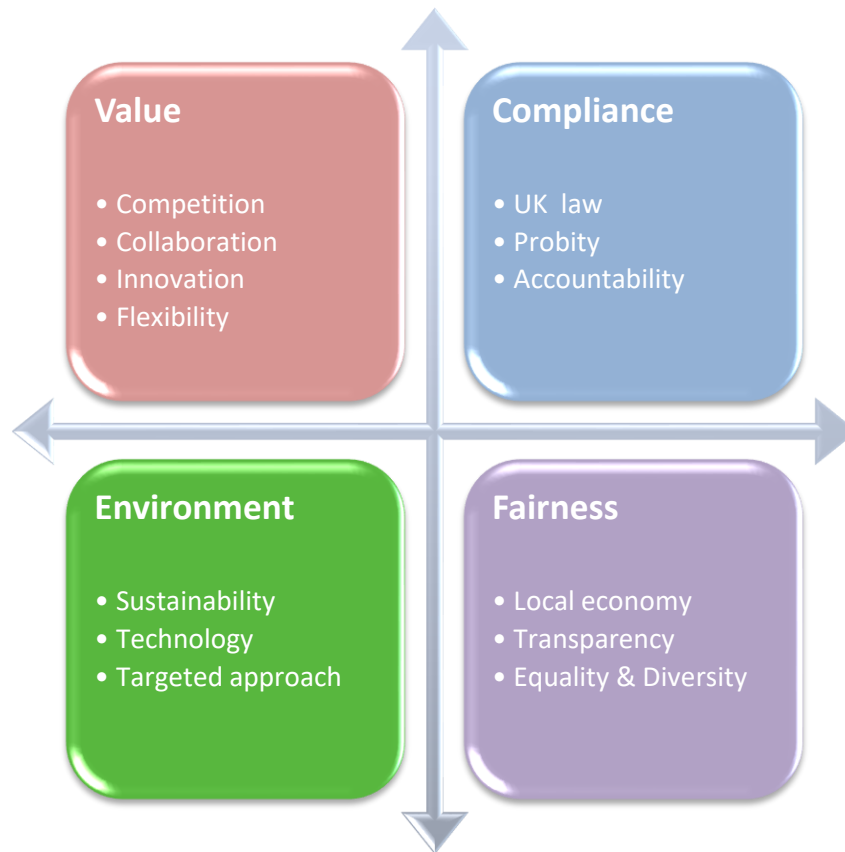 Value
• Competition
• Collaboration
• Innovation
• Flexibility
Compliance
• UK  law
• Probity
• Accountability
Environment
• Sustainability
• Technology
• Targeted approach
Fairness
• Local economy
• Transparency
• Equality & Diversity